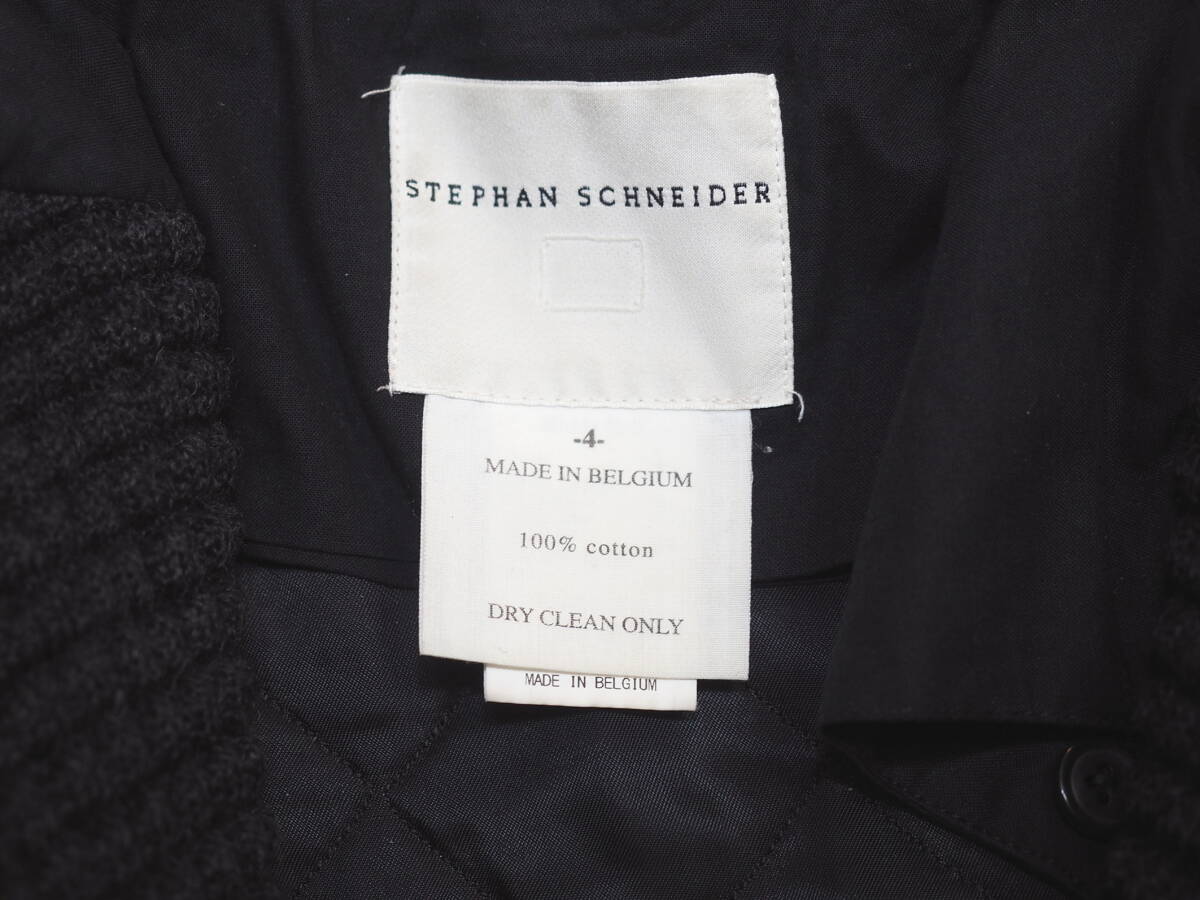 STEPHAN SCHNEIDER
-4-
MADE IN BELGIUM
100% cotton
DRY CLEAN ONLY
MADE IN BELGIUM